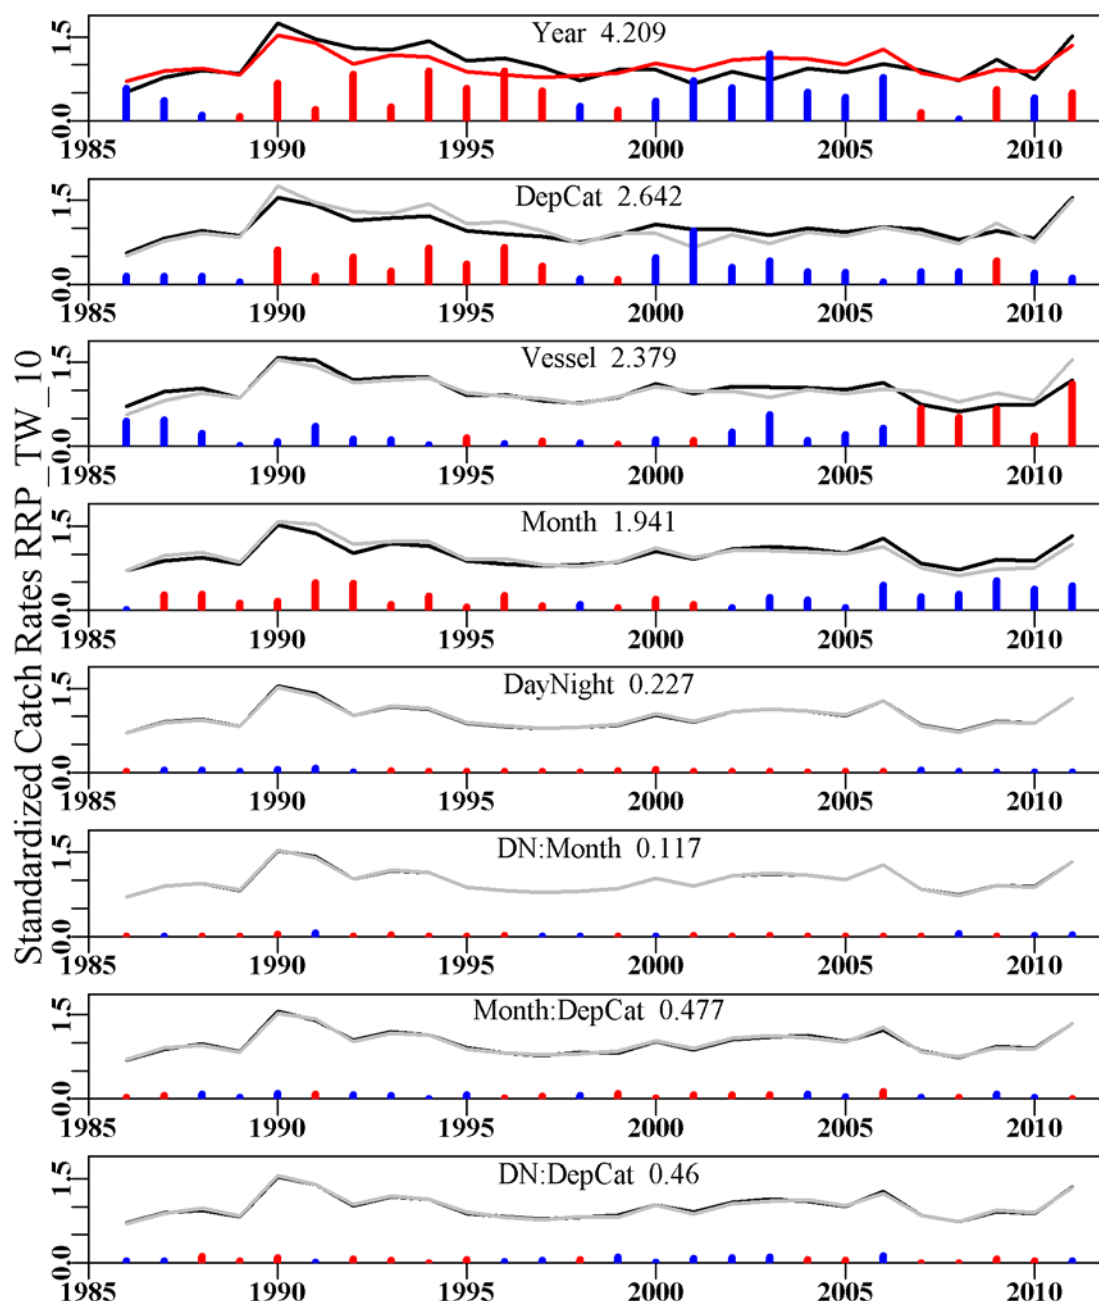 Standardized Catch Rates RRP_TW_10
Year 4.209
0.0 1.5
1985 1990 1995 2000 2005 2010
DepCat 2.642
0.0 1.5
1985 1990 1995 2000 2005 2010
Vessel 2.379
0.0 1.5
1985 1990 1995 2000 2005 2010
Month 1.941
0.0 1.5
1985 1990 1995 2000 2005 2010
DayNight 0.227
0.0 1.5
1985 1990 1995 2000 2005 2010
DN:Month 0.117
0.0 1.5
1985 1990 1995 2000 2005 2010
Month:DepCat 0.477
0.0 1.5
1985 1990 1995 2000 2005 2010
DN:DepCat 0.46
0.0 1.5
1985 1990 1995 2000 2005 2010